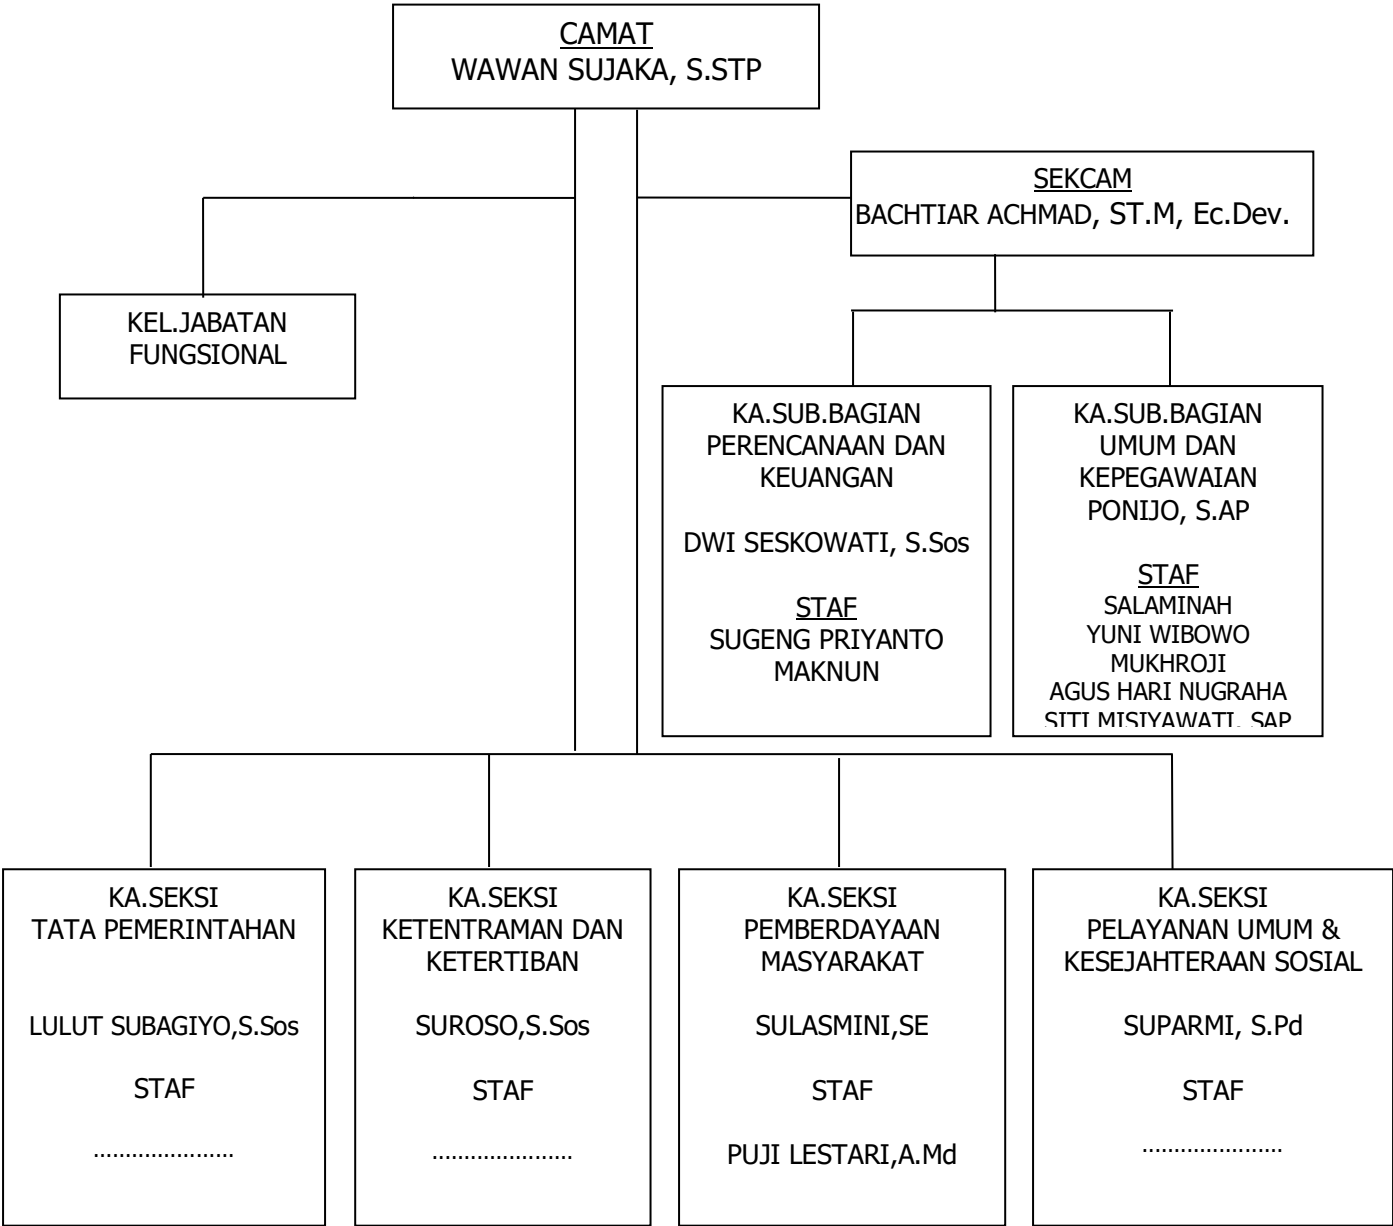 CAMAT
WAWAN SUJAKA, S.STP
SEKCAM
BACHTIAR ACHMAD, ST.M, Ec.Dev.
KEL.JABATAN
FUNGSIONAL
KA.SUB.BAGIAN
PERENCANAAN DAN
KEUANGAN
DWI SESKOWATI, S.Sos
STAF
SUGENG PRIYANTO
MAKNUN
KA.SUB.BAGIAN
UMUM DAN
KEPEGAWAIAN
PONIJO, S.AP
STAF
SALAMINAH
YUNI WIBOWO
MUKHROJI
AGUS HARI NUGRAHA
SITI MISIYAWATI, SAP
KA.SEKSI
TATA PEMERINTAHAN
LULUT SUBAGIYO,S.Sos
STAF
......................
KA.SEKSI
KETENTRAMAN DAN
KETERTIBAN
SUROSO,S.Sos
STAF
......................
KA.SEKSI
PEMBERDAYAAN
MASYARAKAT
SULASMINI,SE
STAF
PUJI LESTARI,A.Md
KA.SEKSI
PELAYANAN UMUM &
KESEJAHTERAAN SOSIAL
SUPARMI, S.Pd
STAF
......................